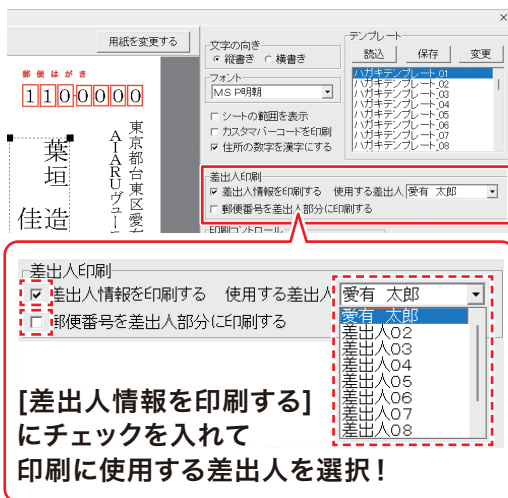 ×
用紙を変更する
郵便はがき
1100000
東京都台東区愛
AIARUヴュー
葉垣
佳造
文字の向き
縦書き 横書き
フォント
MS P明朝
シートの範囲を表示
カスタマバーコードを印刷
住所の数字を漢字にする
テンプレート
読込 保存 変更
ハガキテンプレート_01
ハガキテンプレート_02
ハガキテンプレート_03
ハガキテンプレート_04
ハガキテンプレート_05
ハガキテンプレート_06
ハガキテンプレート_07
ハガキテンプレート_08
差出人印刷
差出人情報を印刷する 使用する差出人 愛有 太郎
郵便番号を差出人部分に印刷する
印刷コントロール
差出人印刷
差出人情報を印刷する 使用する差出人 愛有 太郎
郵便番号を差出人部分に印刷する
愛有 太郎
差出人02
差出人03
差出人04
差出人05
差出人06
差出人07
差出人08
[差出人情報を印刷する]
にチェックを入れて
印刷に使用する差出人を選択!